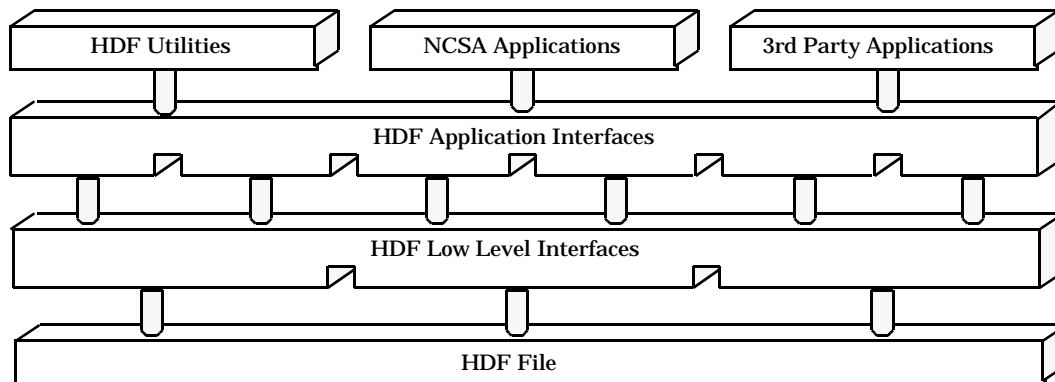 HDF Utilities
NCSA Applications
3rd Party Applications
HDF Application Interfaces
HDF Low Level Interfaces
HDF File